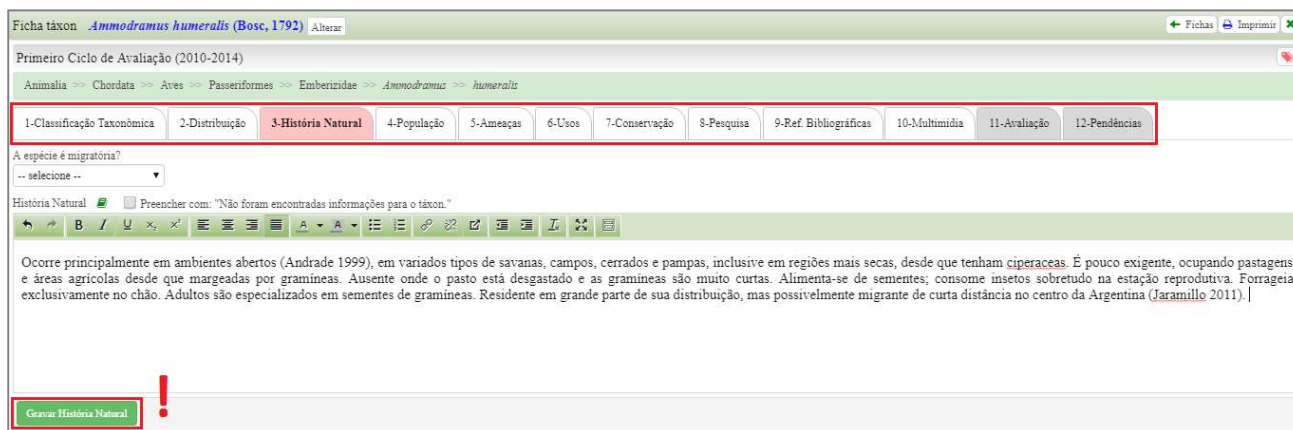 Ficha táxon Ammodramus humeralis (Bosc, 1792) Alterar Fichas Imprimir
Primeiro Ciclo de Avaliação (2010-2014)
Animalia >> Chordata >> Aves >> Passeriformes >> Emberizidae >> Ammodramus >> humeralis
1-Classificação Taxonômica 2-Distribuição 3-História Natural 4-População 5-Ameaças 6-Usos 7-Conservação 8-Pesquisa 9-Ref. Bibliográficas 10-Multimidia 11-Avaliação 12-Pendências
A espécie é migratória?
-- selecione --
História Natural Preencher com: "Não foram encontradas informações para o táxon."
B I U x₂ x² A A Ix
Ocorre principalmente em ambientes abertos (Andrade 1999), em variados tipos de savanas, campos, cerrados e pampas, inclusive em regiões mais secas, desde que tenham ciperaceas. É pouco exigente, ocupando pastagens
e áreas agrícolas desde que margeadas por gramíneas. Ausente onde o pasto está desgastado e as gramíneas são muito curtas. Alimenta-se de sementes; consome insetos sobretudo na estação reprodutiva. Forrageia
exclusivamente no chão. Adultos são especializados em sementes de gramíneas. Residente em grande parte de sua distribuição, mas possivelmente migrante de curta distância no centro da Argentina (Jaramillo 2011).
Gravar História Natural !